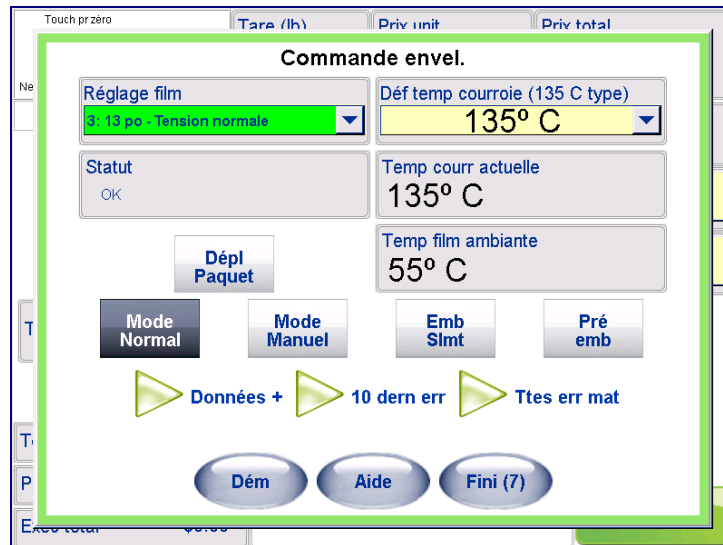 Touch pr zéro
Tare (lb)
Prix unit
Prix total
Commande envel.
Ne
Réglage film
3: 13 po - Tension normale
Déf temp courroie (135 C type)
135º C
Statut
OK
Temp courr actuelle
135º C
Temp film ambiante
55º C
Dépl
Paquet
Mode
Normal
Mode
Manuel
Emb
Slmt
Pré
emb
Données +
10 dern err
Ttes err mat
Dém
Aide
Fini (7)